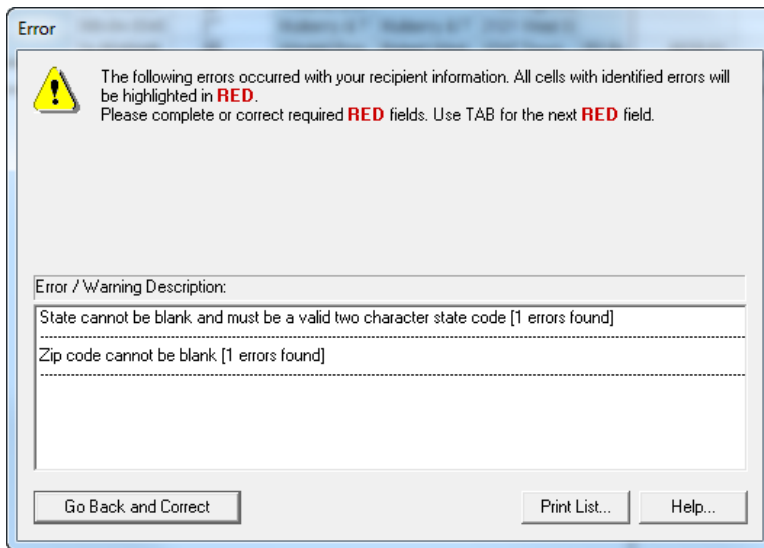 Error
The following errors occurred with your recipient information. All cells with identified errors will
be highlighted in RED.
Please complete or correct required RED fields. Use TAB for the next RED field.
Error / Warning Description:
State cannot be blank and must be a valid two character state code [1 errors found]
Zip code cannot be blank [1 errors found]
Go Back and Correct
Print List...
Help...